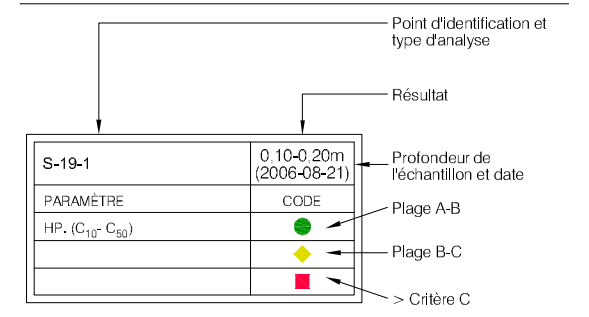 Point d'identification et
type d'analyse
Résultat
S-19-1
0,10-0,20m
(2006-08-21)
Profondeur de
l'échantillon et date
PARAMÈTRE
CODE
Plage A-B
HP. (C10- C50)
Plage B-C
> Critère C